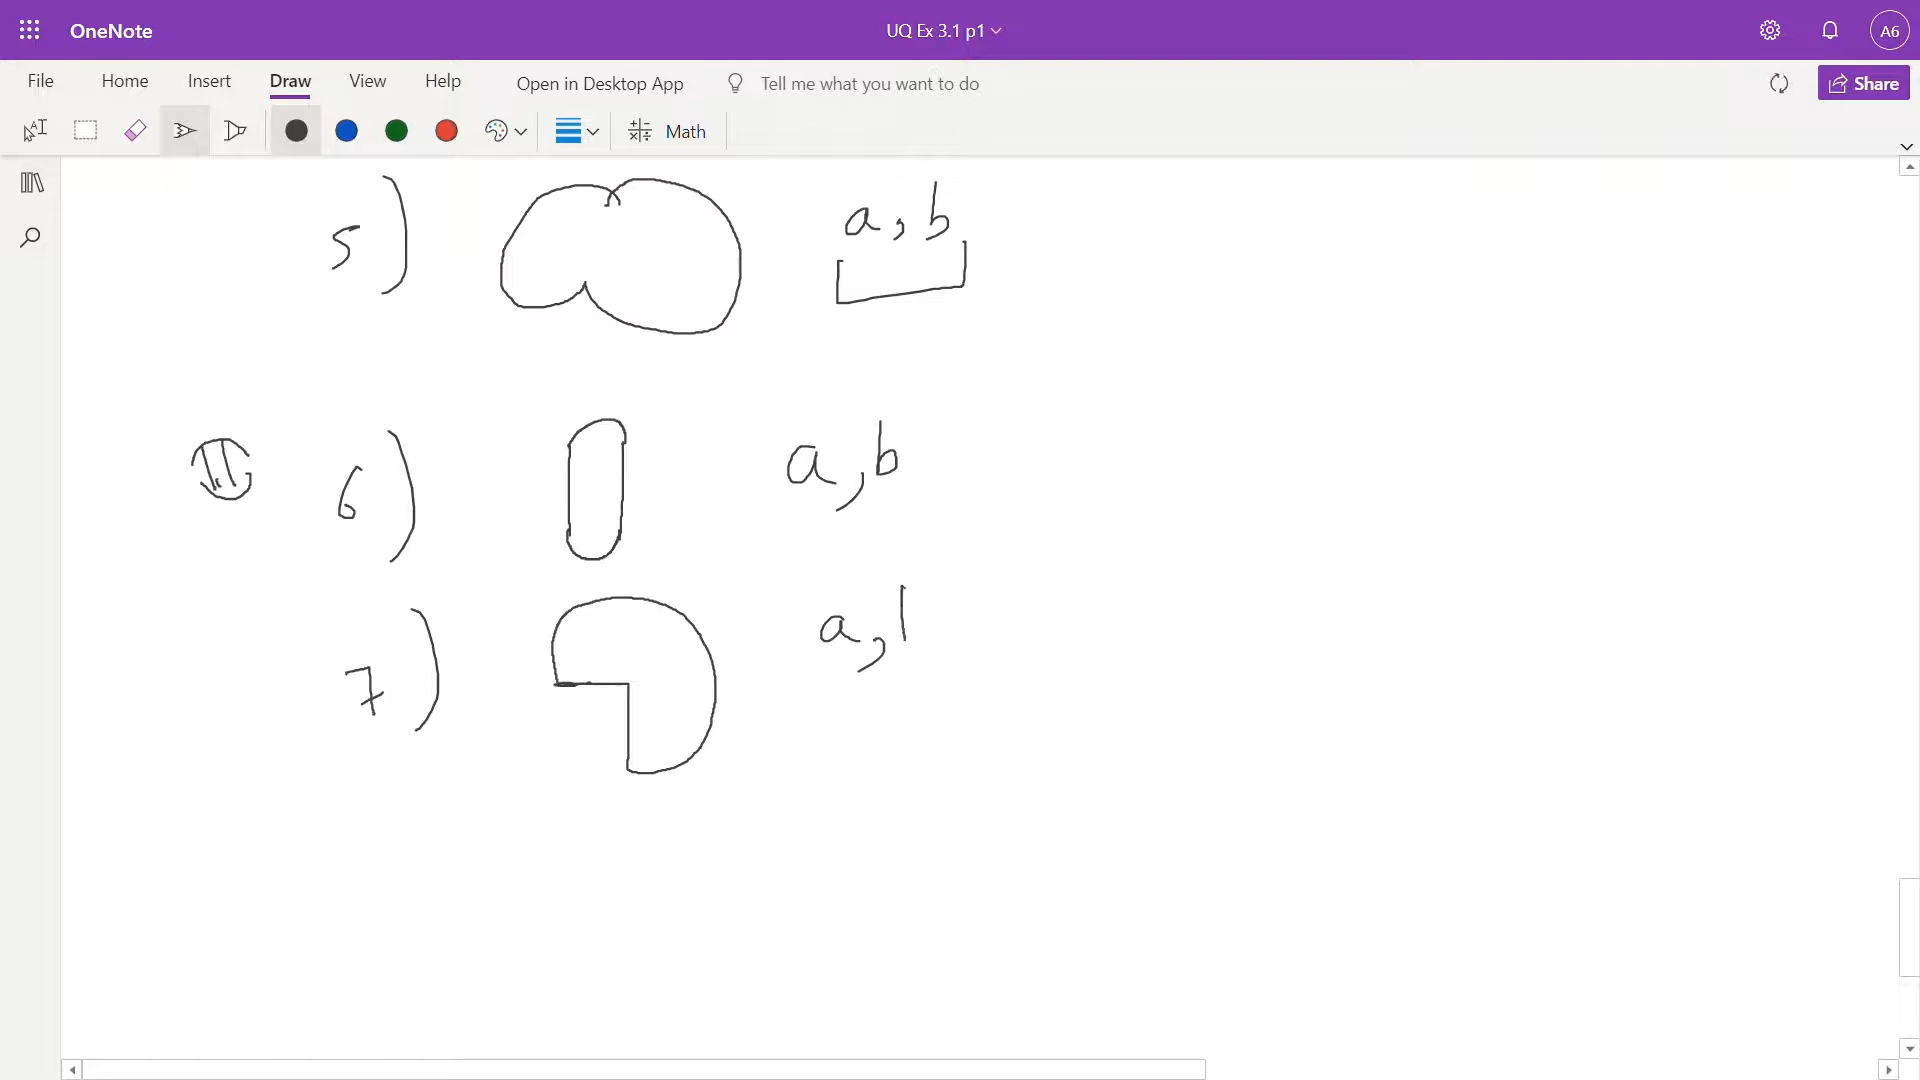 OneNote
UQ Ex 3.1 p1
A6
File Home Insert Draw View Help Open in Desktop App Tell me what you want to do
Share
Math
5) a, b
6) a, b
7) a, l